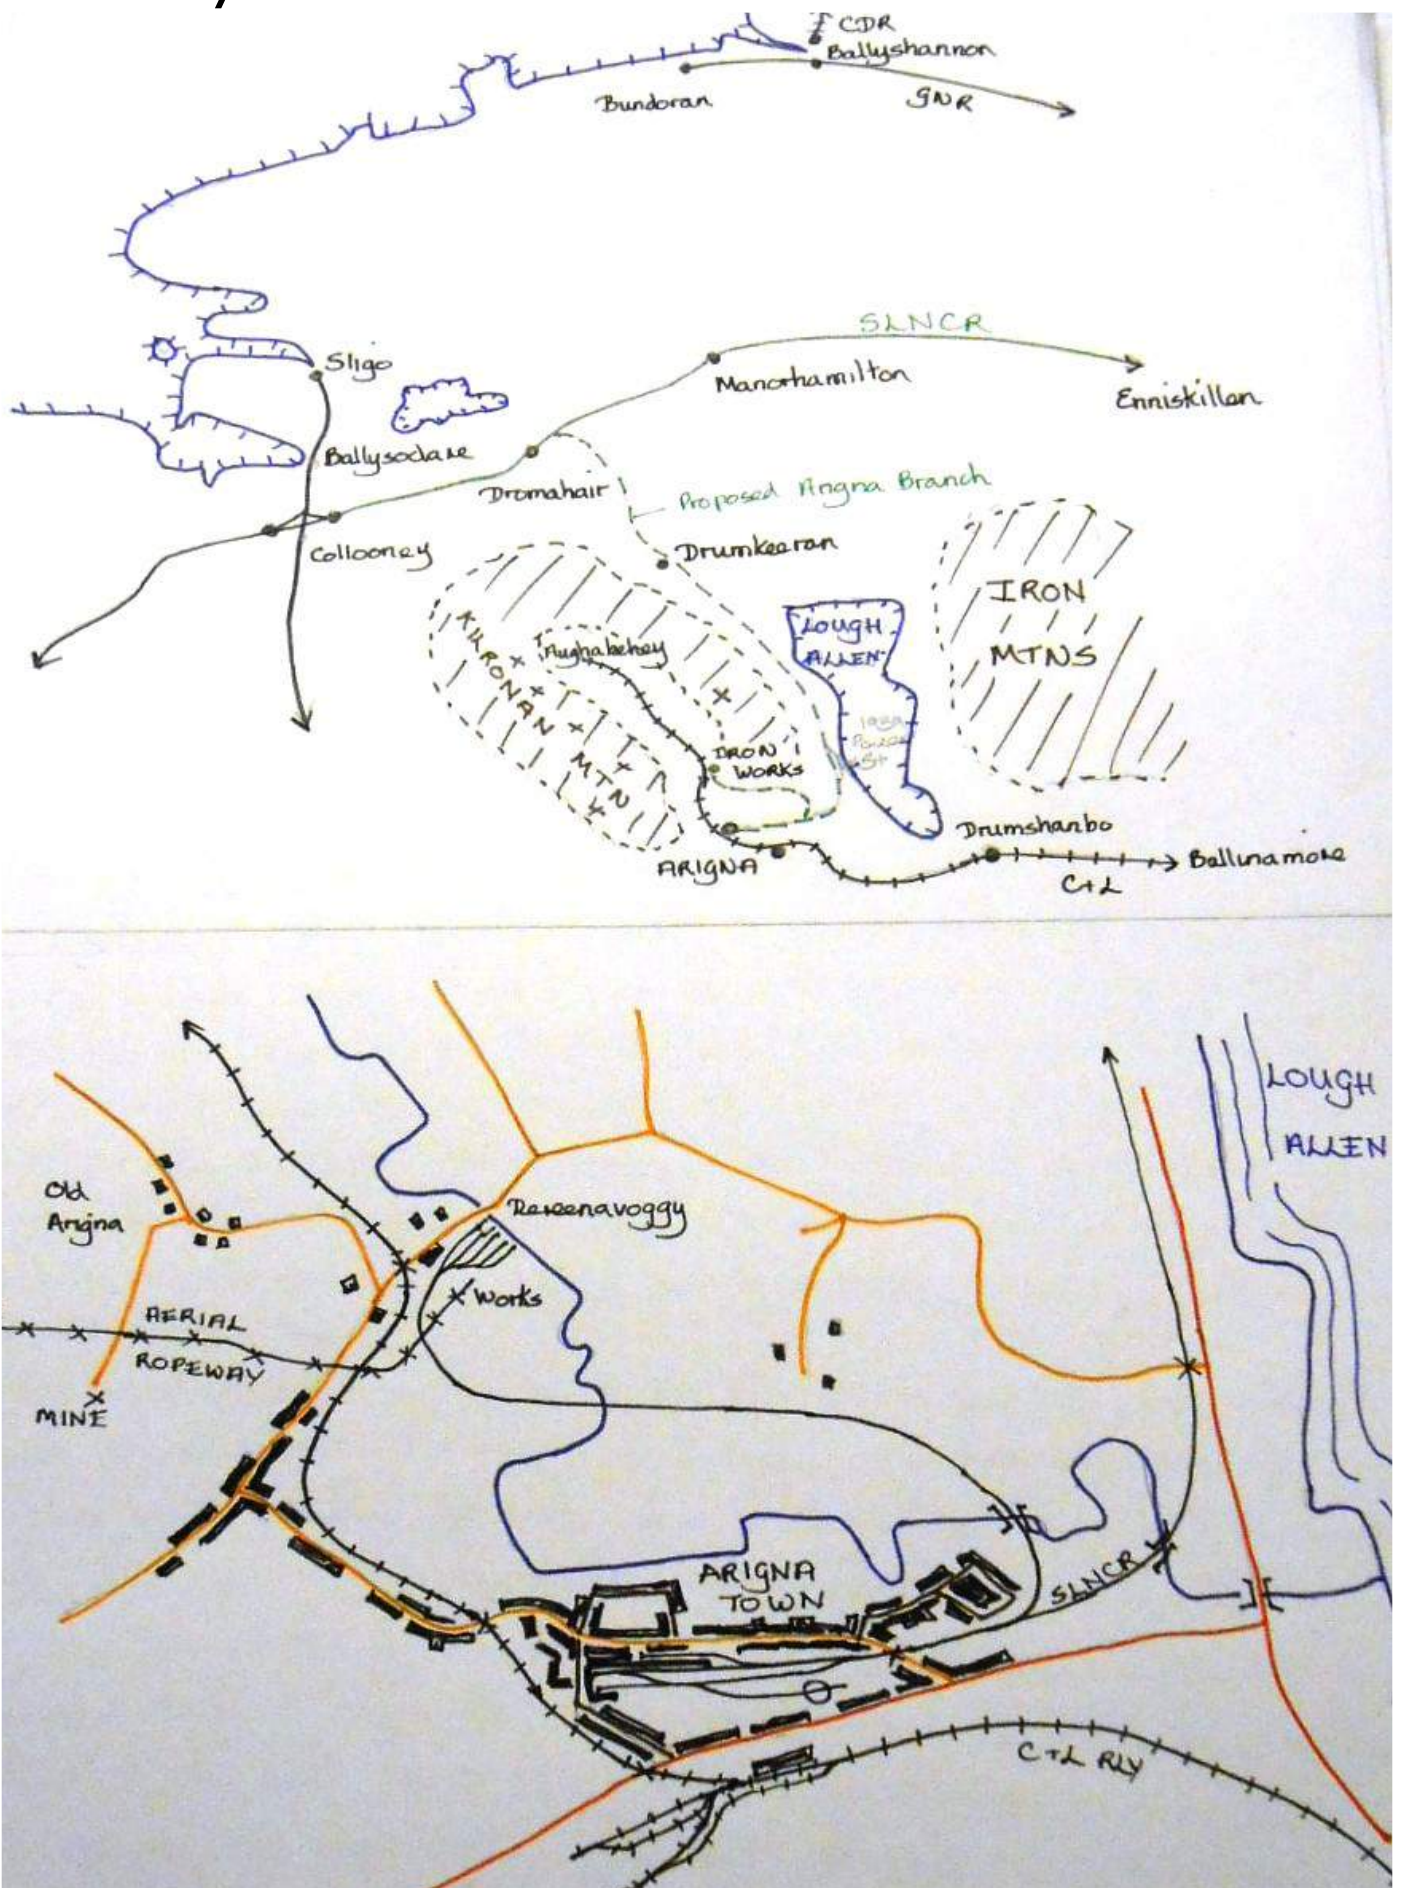 CDR
Ballyshannon
Bundoran
GNR
SLNCR
Sligo
Manorhamilton
Enniskillen
Ballysodare
Dromahair
Proposed Arigna Branch
Collooney
Drumkeeran
IRON
MTNS
LOUGH
ALLEN
KILRONAN MTN
Aughabehey
IRON
WORKS
Drumshanbo
ARIGNA
Ballinamore
C+L
LOUGH
ALLEN
Old
Arigna
Dereenavoggy
Works
AERIAL
ROPEWAY
MINE
ARIGNA
TOWN
SLNCR
C+L RLY